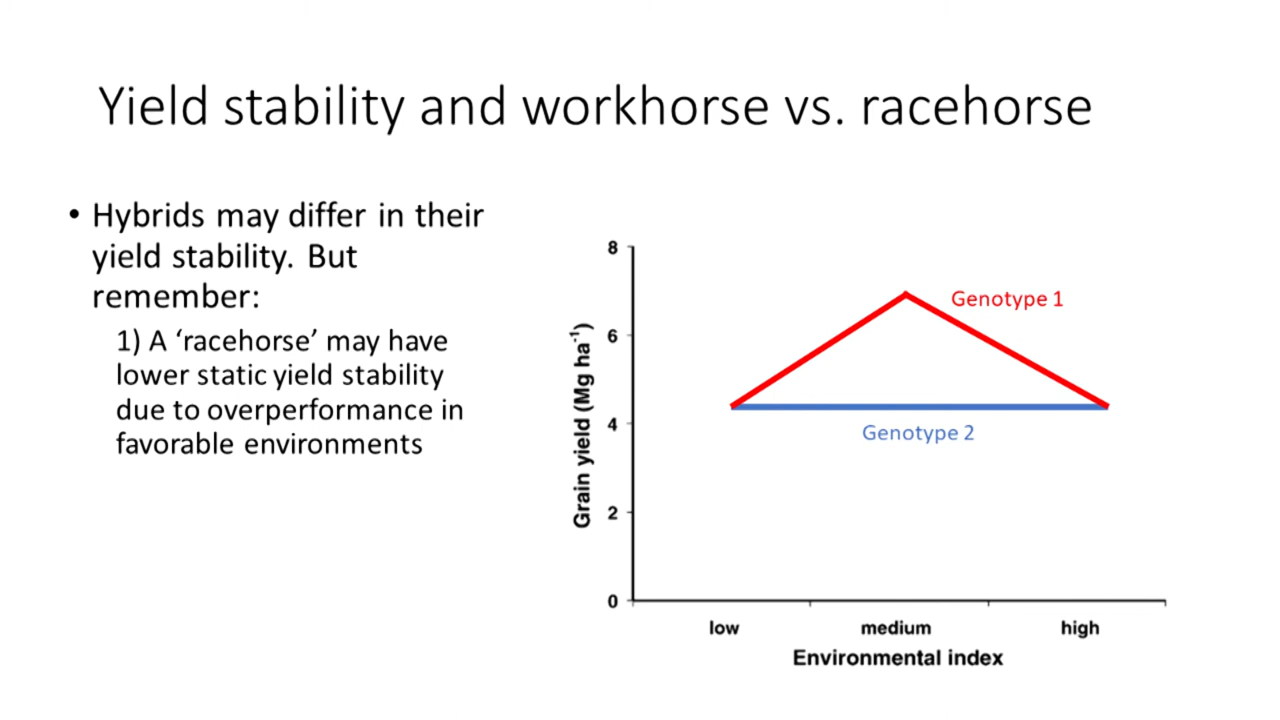 Yield stability and workhorse vs. racehorse
• Hybrids may differ in their
yield stability. But
remember:
1) A ‘racehorse’ may have
lower static yield stability
due to overperformance in
favorable environments
8
6
4
2
0
Grain yield (Mg ha⁻¹)
Genotype 1
Genotype 2
low medium high
Environmental index